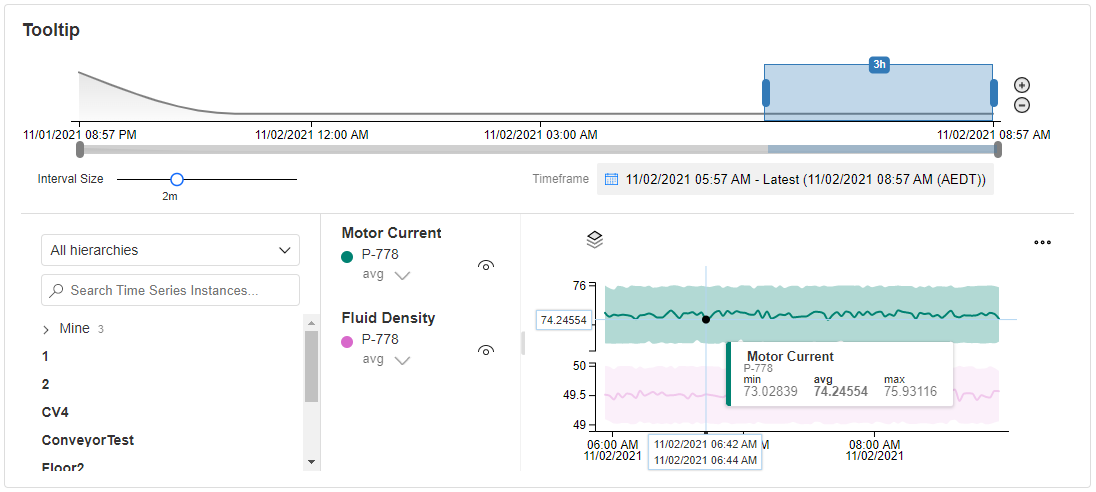 Tooltip
3h
11/01/2021 08:57 PM
11/02/2021 12:00 AM
11/02/2021 03:00 AM
11/02/2021 08:57 AM
Interval Size
2m
Timeframe
11/02/2021 05:57 AM - Latest (11/02/2021 08:57 AM (AEDT))
All hierarchies
Search Time Series Instances...
Mine 3
1
2
CV4
ConveyorTest
Floor2
Motor Current
P-778
avg
Fluid Density
P-778
avg
76
74.24554
50
49.5
49
Motor Current
P-778
min avg max
73.02839 74.24554 75.93116
06:00 AM
11/02/2021
11/02/2021 06:42 AM
11/02/2021 06:44 AM
M
08:00 AM
11/02/2021